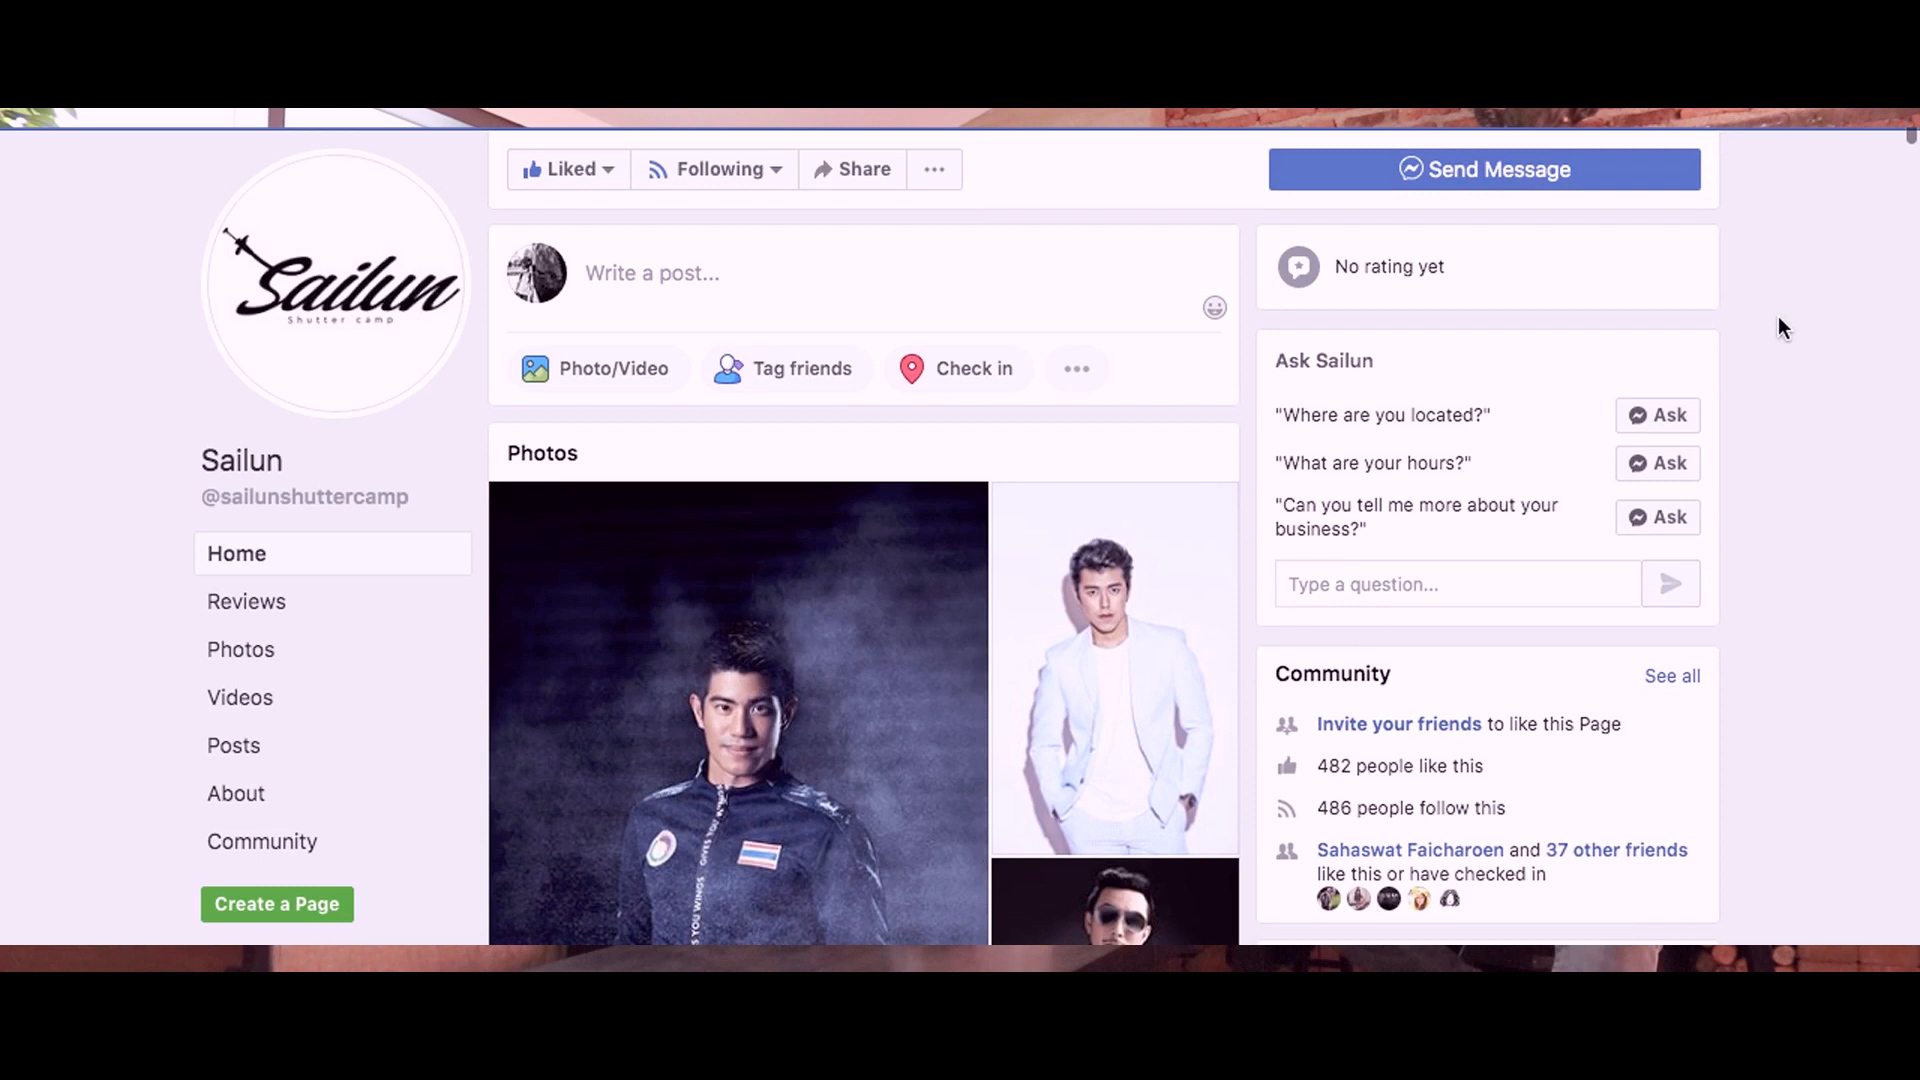 Liked
Following
Share
Send Message
Sailun
Shutter camp
Sailun
@sailunshuttercamp
Home
Reviews
Photos
Videos
Posts
About
Community
Create a Page
Write a post...
Photo/Video
Tag friends
Check in
Photos
GIVES YOU
S YOU WINGS
No rating yet
Ask Sailun
"Where are you located?"
Ask
"What are your hours?"
Ask
"Can you tell me more about your
business?"
Ask
Type a question...
Community
See all
Invite your friends to like this Page
482 people like this
486 people follow this
Sahaswat Faicharoen and 37 other friends
like this or have checked in